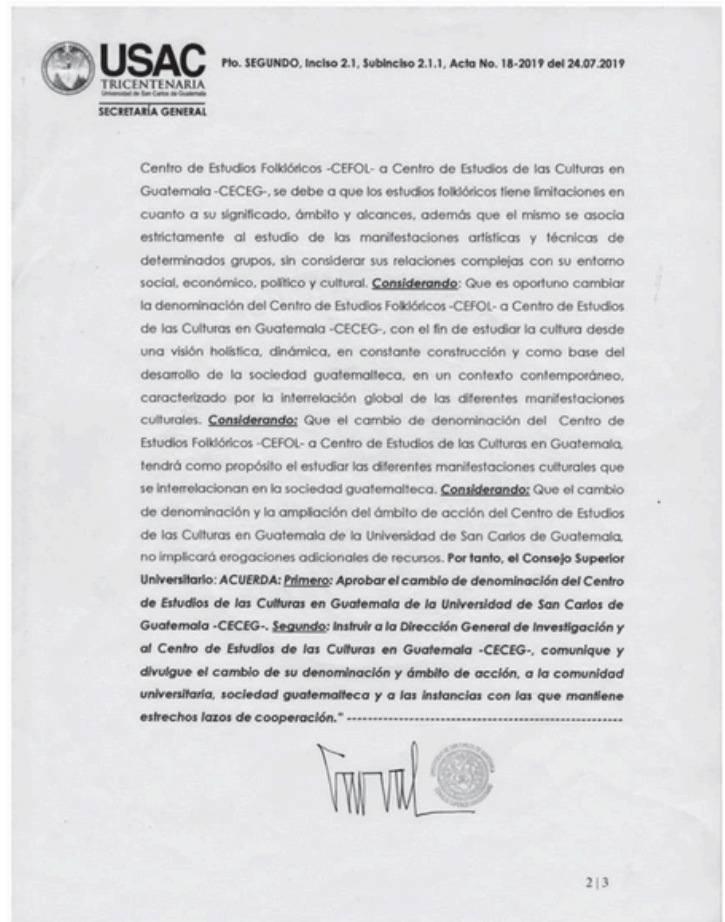 USAC
TRICENTENARIA
Universidad de San Carlos de Guatemala
SECRETARÍA GENERAL
Pto. SEGUNDO, Inciso 2.1, Subinciso 2.1.1, Acta No. 18-2019 del 24.07.2019
Centro de Estudios Folklóricos -CEFOL- a Centro de Estudios de las Culturas en
Guatemala -CECEG-, se debe a que los estudios folklóricos tiene limitaciones en
cuanto a su significado, ámbito y alcances, además que el mismo se asocia
estrictamente al estudio de las manifestaciones artísticas y técnicas de
determinados grupos, sin considerar sus relaciones complejas con su entorno
social, económico, político y cultural. Considerando: Que es oportuno cambiar
la denominación del Centro de Estudios Folklóricos -CEFOL- a Centro de Estudios
de las Culturas en Guatemala -CECEG-, con el fin de estudiar la cultura desde
una visión holística, dinámica, en constante construcción y como base del
desarrollo de la sociedad guatemalteca, en un contexto contemporáneo,
caracterizado por la interrelación global de las diferentes manifestaciones
culturales. Considerando: Que el cambio de denominación del Centro de
Estudios Folklóricos -CEFOL- a Centro de Estudios de las Culturas en Guatemala,
tendrá como propósito el estudiar las diferentes manifestaciones culturales que
se interrelacionan en la sociedad guatemalteca. Considerando: Que el cambio
de denominación y la ampliación del ámbito de acción del Centro de Estudios
de las Culturas en Guatemala de la Universidad de San Carlos de Guatemala,
no implicará erogaciones adicionales de recursos. Por tanto, el Consejo Superior
Universitario: ACUERDA: Primero: Aprobar el cambio de denominación del Centro
de Estudios de las Culturas en Guatemala de la Universidad de San Carlos de
Guatemala -CECEG-. Segundo: Instruir a la Dirección General de Investigación y
al Centro de Estudios de las Culturas en Guatemala -CECEG-, comunique y
divulgue el cambio de su denominación y ámbito de acción, a la comunidad
universitaria, sociedad guatemalteca y a las instancias con las que mantiene
estrechos lazos de cooperación." ------------------------------------------------------
2|3